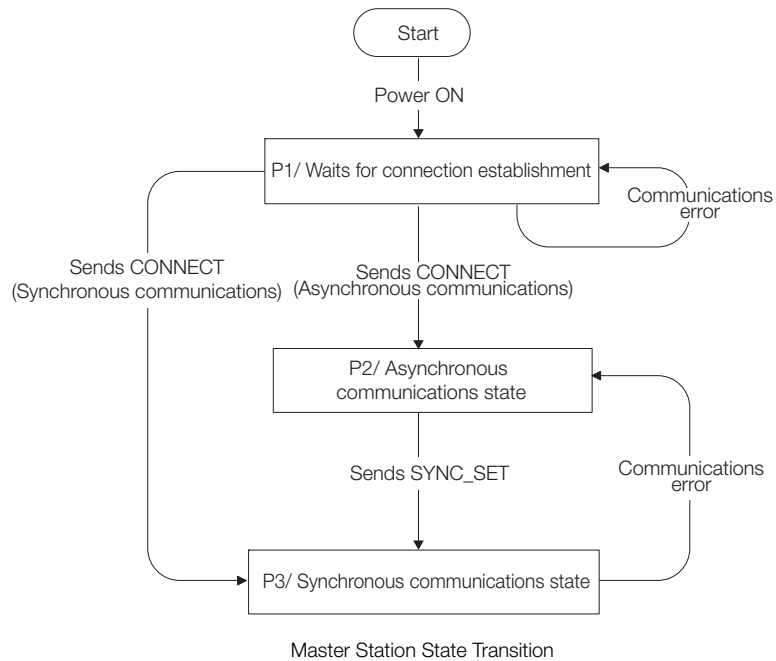 Start
Power ON
P1/ Waits for connection establishment
Communications
error
Sends CONNECT
(Synchronous communications)
Sends CONNECT
(Asynchronous communications)
P2/ Asynchronous
communications state
Sends SYNC_SET
Communications
error
P3/ Synchronous communications state
Master Station State Transition